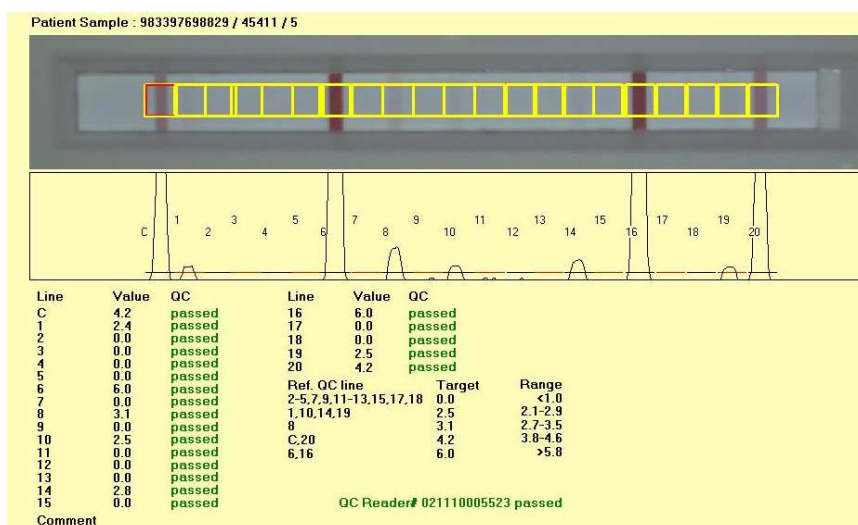 Patient Sample : 983397698829 / 45411 / 5
1 3 5 7 9 11 13 15 17 19
C 2 4 6 8 10 12 14 16 18 20
Line Value QC
C 4.2 passed
1 2.4 passed
2 0.0 passed
3 0.0 passed
4 0.0 passed
5 0.0 passed
6 6.0 passed
7 0.0 passed
8 3.1 passed
9 0.0 passed
10 2.5 passed
11 0.0 passed
12 0.0 passed
13 0.0 passed
14 2.8 passed
15 0.0 passed
Line Value QC
16 6.0 passed
17 0.0 passed
18 0.0 passed
19 2.5 passed
20 4.2 passed
Ref. QC line Target Range
2-5,7,9,11-13,15,17,18 0.0 <1.0
1,10,14,19 2.5 2.1-2.9
8 3.1 2.7-3.5
C,20 4.2 3.8-4.6
6,16 6.0 >5.8
QC Reader# 021110005523 passed
Comment